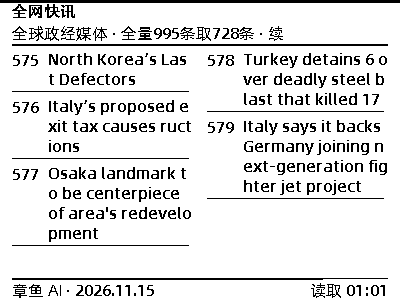 全网快讯
全球政经媒体 · 全量995条取728条 · 续
575 North Korea's Las
t Defectors
576 Italy's proposed e
xit tax causes ruct
ions
577 Osaka landmark t
o be centerpiece
of area's redevelo
pment
578 Turkey detains 6 o
ver deadly steel b
last that killed 17
579 Italy says it backs
Germany joining n
ext-generation fig
hter jet project
章鱼 AI · 2026.11.15
读取 01:01